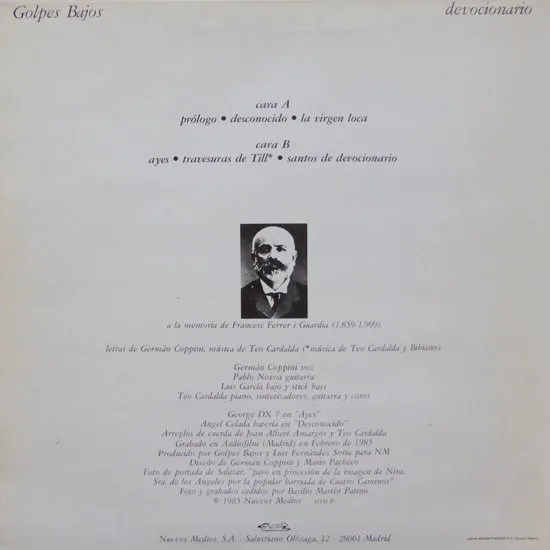 Golpes Bajos
devocionario
cara A
prólogo • desconocido • la virgen loca
cara B
ayes • travesuras de Till* • santos de devocionario
a la memoria de Francesc Ferrer i Guardia (1.859-1.909)
letras de Germán Coppini, música de Teo Cardalda (*música de Teo Cardalda y Bibiano)
Germán Coppini voz
Pablo Novoa guitarra
Luis García bajo y stick bass
Teo Cardalda piano, sintetizadores, guitarra y coros
George DX 7 en "Ayes"
Angel Celada batería en "Desconocido"
Arreglos de cuerda de Joan Albert Amargós y Teo Cardalda
Grabado en Audiofilm (Madrid) en Febrero de 1985
Producido por Golpes Bajos y Luis Fernández Soria para N.M
Diseño de Germán Coppini y Mario Pacheco
Foto de portada de Salazar, "paso en procesión de la imagen de Ntra.
Sra. de los Angeles por la popular barriada de Cuatro Caminos".
Foto y grabados cedidos por Basilio Martín Patino
℗ 1985 Nuevos Medios
Nuevos Medios, S.A. - Salustiano Olózaga, 12 - 28001-Madrid